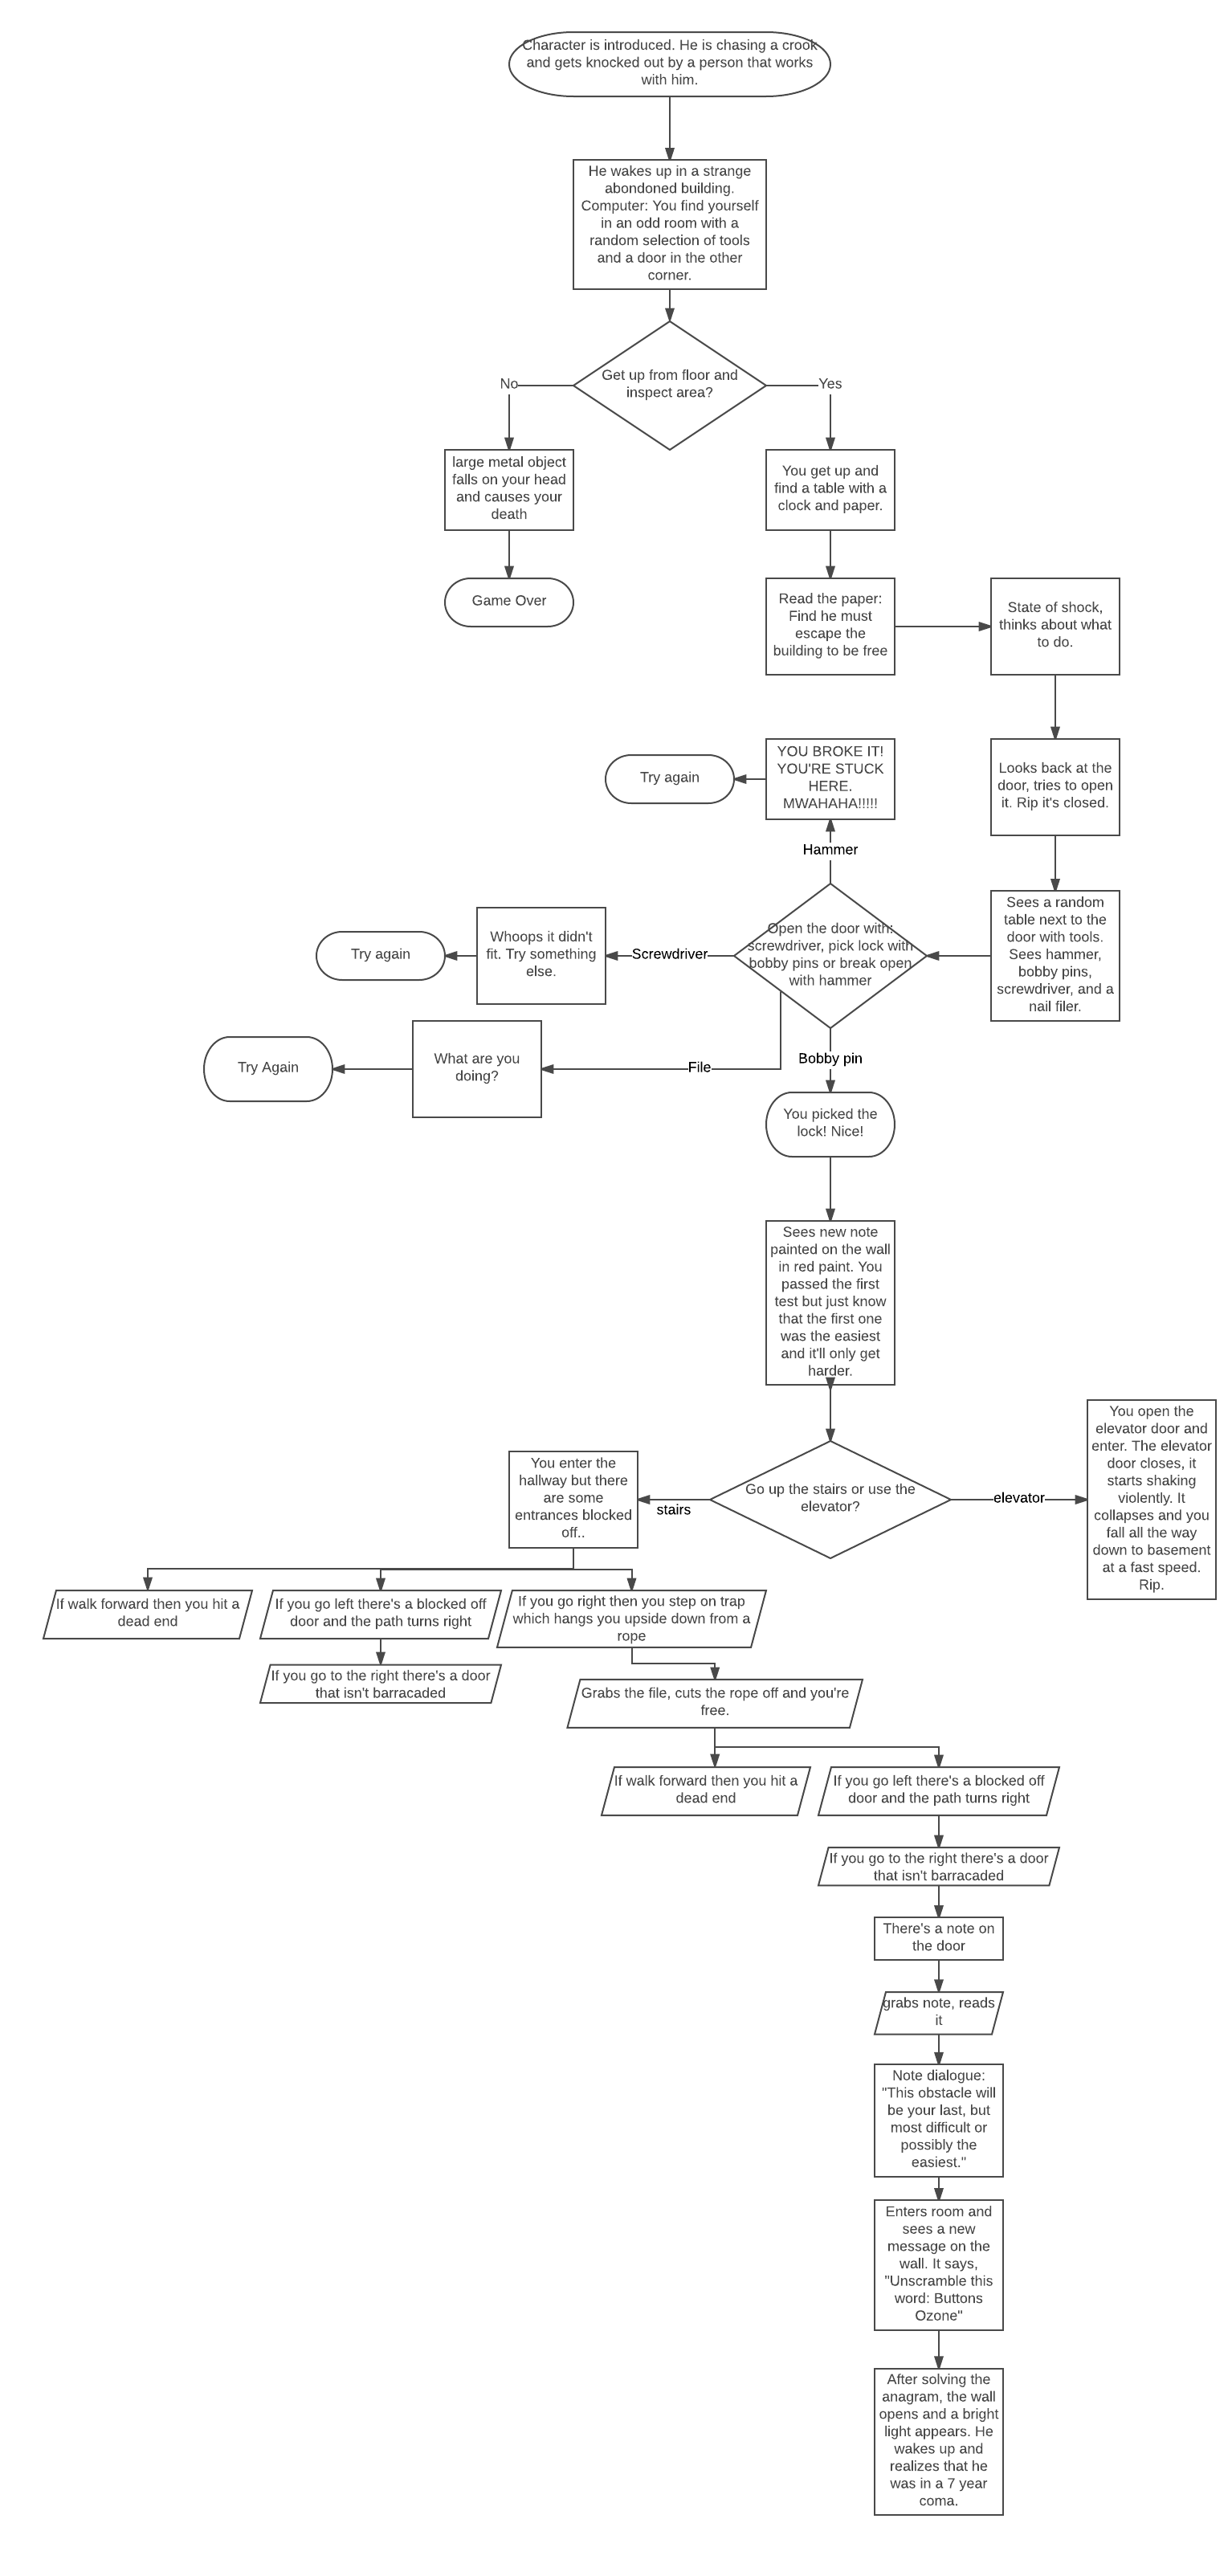 Character is introduced. He is chasing a crook
and gets knocked out by a person that works
with him.
He wakes up in a strange
abondoned building.
Computer: You find yourself
in an odd room with a
random selection of tools
and a door in the other
corner.
Get up from floor and
inspect area?
No
Yes
large metal object
falls on your head
and causes your
death
You get up and
find a table with a
clock and paper.
Game Over
Read the paper:
Find he must
escape the
building to be free
State of shock,
thinks about what
to do.
Try again
YOU BROKE IT!
YOU'RE STUCK
HERE.
MWAHAHA!!!!!
Looks back at the
door, tries to open
it. Rip it's closed.
Hammer
Try again
Whoops it didn't
fit. Try something
else.
Screwdriver
Open the door with:
screwdriver, pick lock with
bobby pins or break open
with hammer
Sees a random
table next to the
door with tools.
Sees hammer,
bobby pins,
screwdriver, and a
nail filer.
Try Again
What are you
doing?
File
Bobby pin
You picked the
lock! Nice!
Sees new note
painted on the wall
in red paint. You
passed the first
test but just know
that the first one
was the easiest
and it'll only get
harder.
You enter the
hallway but there
are some
entrances blocked
off..
stairs
Go up the stairs or use the
elevator?
elevator
You open the
elevator door and
enter. The elevator
door closes, it
starts shaking
violently. It
collapses and you
fall all the way
down to basement
at a fast speed.
Rip.
If walk forward then you hit a
dead end
If you go left there's a blocked off
door and the path turns right
If you go right then you step on trap
which hangs you upside down from a
rope
If you go to the right there's a door
that isn't barracaded
Grabs the file, cuts the rope off and you're
free.
If walk forward then you hit a
dead end
If you go left there's a blocked off
door and the path turns right
If you go to the right there's a door
that isn't barracaded
There's a note on
the door
grabs note, reads
it
Note dialogue:
"This obstacle will
be your last, but
most difficult or
possibly the
easiest."
Enters room and
sees a new
message on the
wall. It says,
"Unscramble this
word: Buttons
Ozone"
After solving the
anagram, the wall
opens and a bright
light appears. He
wakes up and
realizes that he
was in a 7 year
coma.